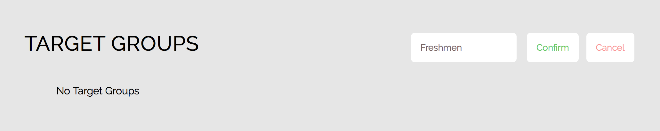 TARGET GROUPS
Freshmen
Confirm
Cancel
No Target Groups